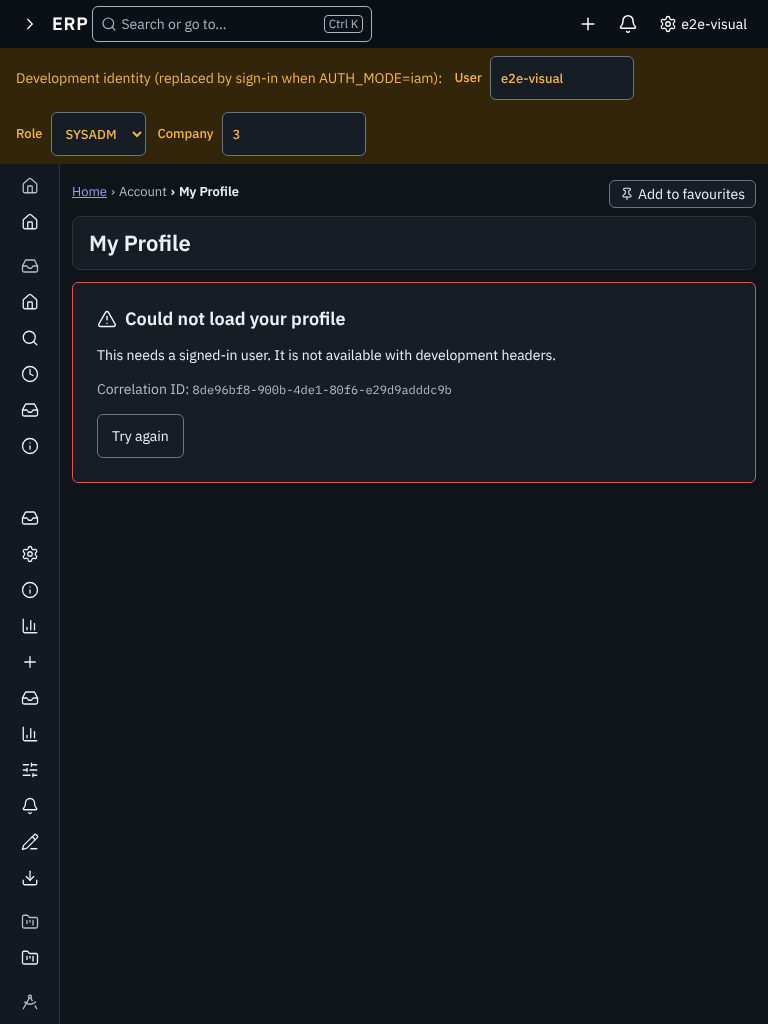 ERP Search or go to... Ctrl K e2e-visual
Development identity (replaced by sign-in when AUTH_MODE=iam): User e2e-visual
Role SYSADM Company 3
Home › Account › My Profile Add to favourites
My Profile
Could not load your profile
This needs a signed-in user. It is not available with development headers.
Correlation ID: 8de96bf8-900b-4de1-80f6-e29d9adddc9b
Try again